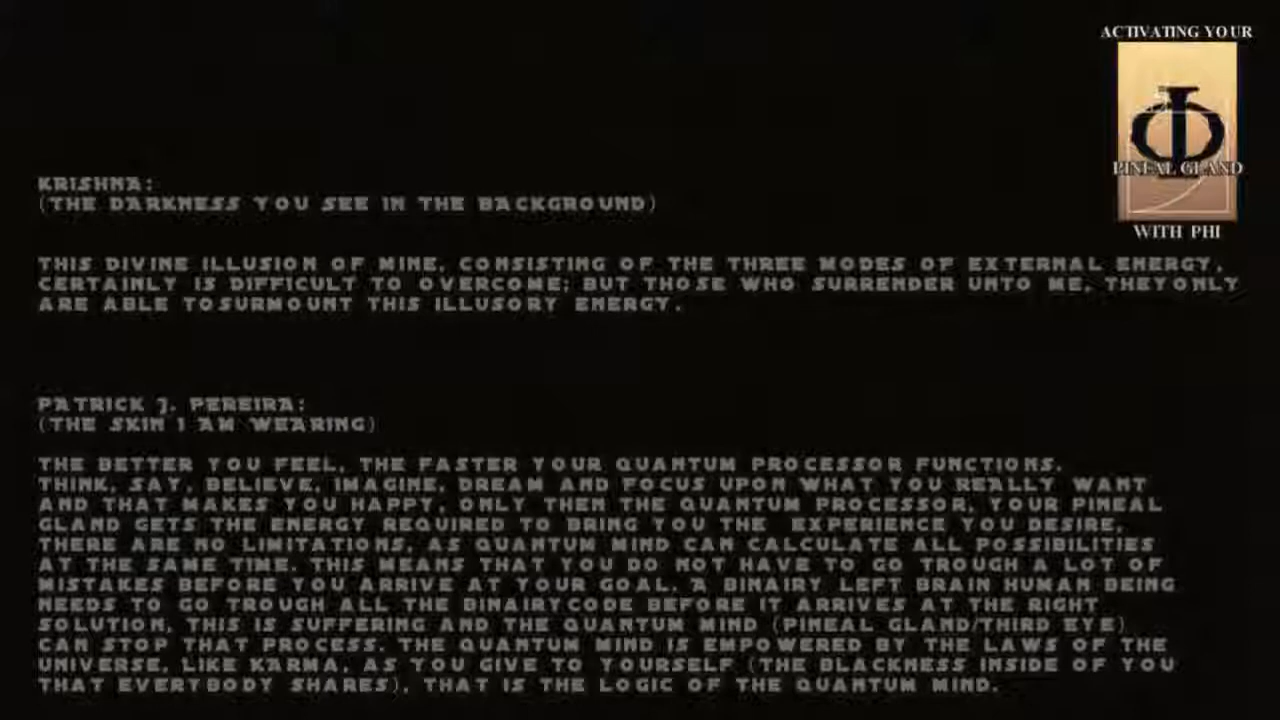 ACTIVATING YOUR
Φ
PINEAL GLAND
WITH PHI
KRISHNA:
(THE DARKNESS YOU SEE IN THE BACKGROUND)
THIS DIVINE ILLUSION OF MINE, CONSISTING OF THE THREE MODES OF EXTERNAL ENERGY,
CERTAINLY IS DIFFICULT TO OVERCOME; BUT THOSE WHO SURRENDER UNTO ME, THEYONLY
ARE ABLE TOSURMOUNT THIS ILLUSORY ENERGY.
PATRICK J. PEREIRA:
(THE SKIN I AM WEARING)
THE BETTER YOU FEEL, THE FASTER YOUR QUANTUM PROCESSOR FUNCTIONS.
THINK, SAY, BELIEVE, IMAGINE, DREAM AND FOCUS UPON WHAT YOU REALLY WANT
AND THAT MAKES YOU HAPPY, ONLY THEN THE QUANTUM PROCESSOR, YOUR PINEAL
GLAND GETS THE ENERGY REQUIRED TO BRING YOU THE EXPERIENCE YOU DESIRE,
THERE ARE NO LIMITATIONS, AS QUANTUM MIND CAN CALCULATE ALL POSSIBILITIES
AT THE SAME TIME. THIS MEANS THAT YOU DO NOT HAVE TO GO TROUGH A LOT OF
MISTAKES BEFORE YOU ARRIVE AT YOUR GOAL. A BINAIRY LEFT BRAIN HUMAN BEING
NEEDS TO GO TROUGH ALL THE BINAIRYCODE BEFORE IT ARRIVES AT THE RIGHT
SOLUTION, THIS IS SUFFERING AND THE QUANTUM MIND (PINEAL GLAND/THIRD EYE)
CAN STOP THAT PROCESS. THE QUANTUM MIND IS EMPOWERED BY THE LAWS OF THE
UNIVERSE, LIKE KARMA, AS YOU GIVE TO YOURSELF (THE BLACKNESS INSIDE OF YOU
THAT EVERYBODY SHARES), THAT IS THE LOGIC OF THE QUANTUM MIND.